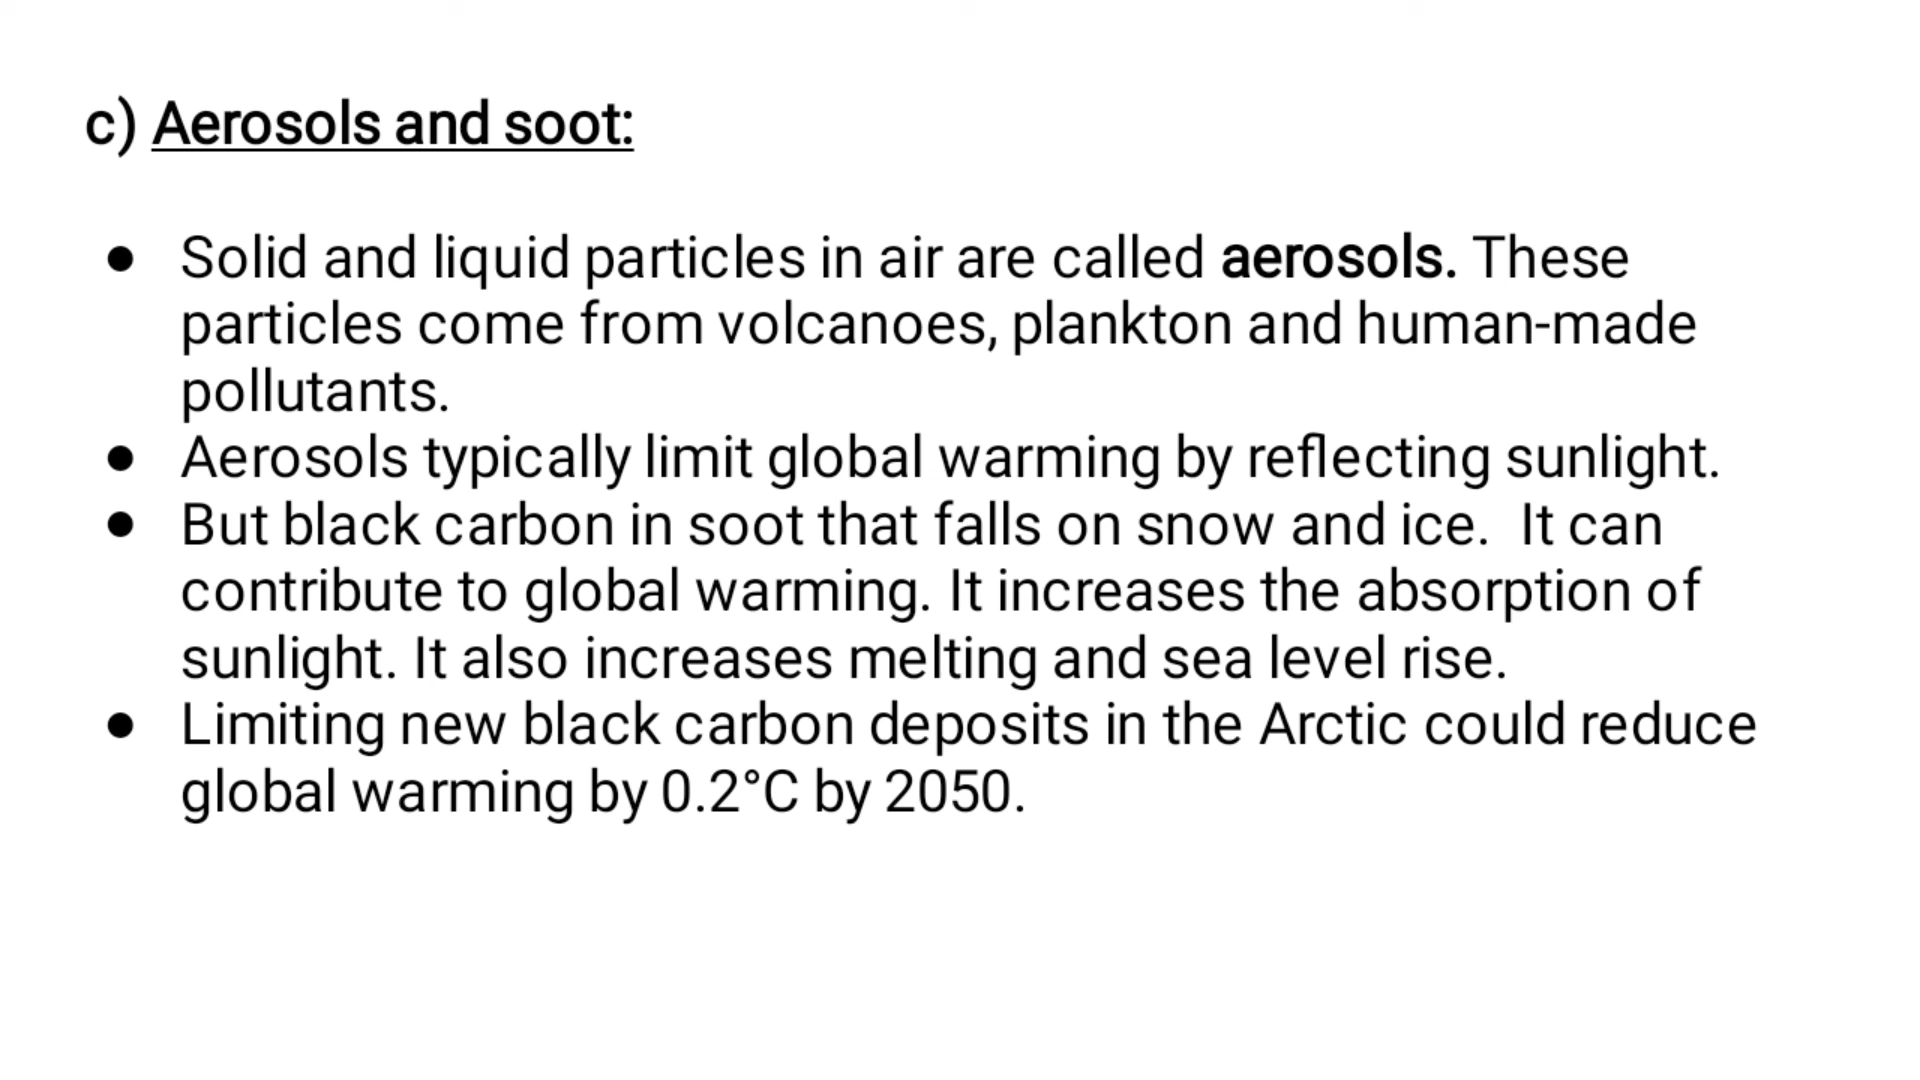 c) Aerosols and soot:
● Solid and liquid particles in air are called aerosols. These
particles come from volcanoes, plankton and human-made
pollutants.
● Aerosols typically limit global warming by reflecting sunlight.
● But black carbon in soot that falls on snow and ice.  It can
contribute to global warming. It increases the absorption of
sunlight. It also increases melting and sea level rise.
● Limiting new black carbon deposits in the Arctic could reduce
global warming by 0.2°C by 2050.